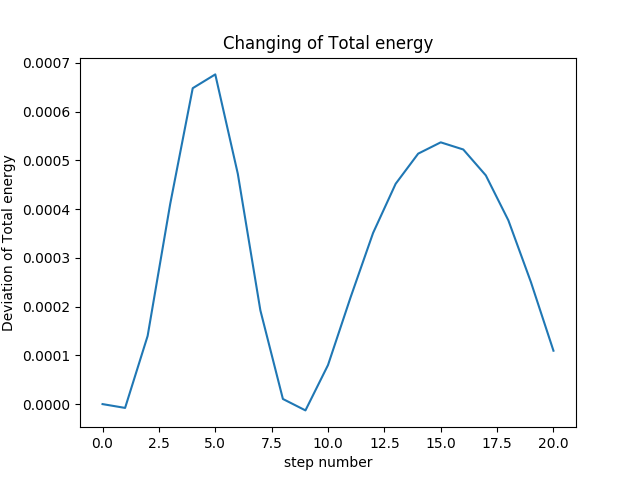 Changing of Total energy
0.0007
0.0006
0.0005
0.0004
0.0003
0.0002
0.0001
0.0000
Deviation of Total energy
0.0 2.5 5.0 7.5 10.0 12.5 15.0 17.5 20.0
step number